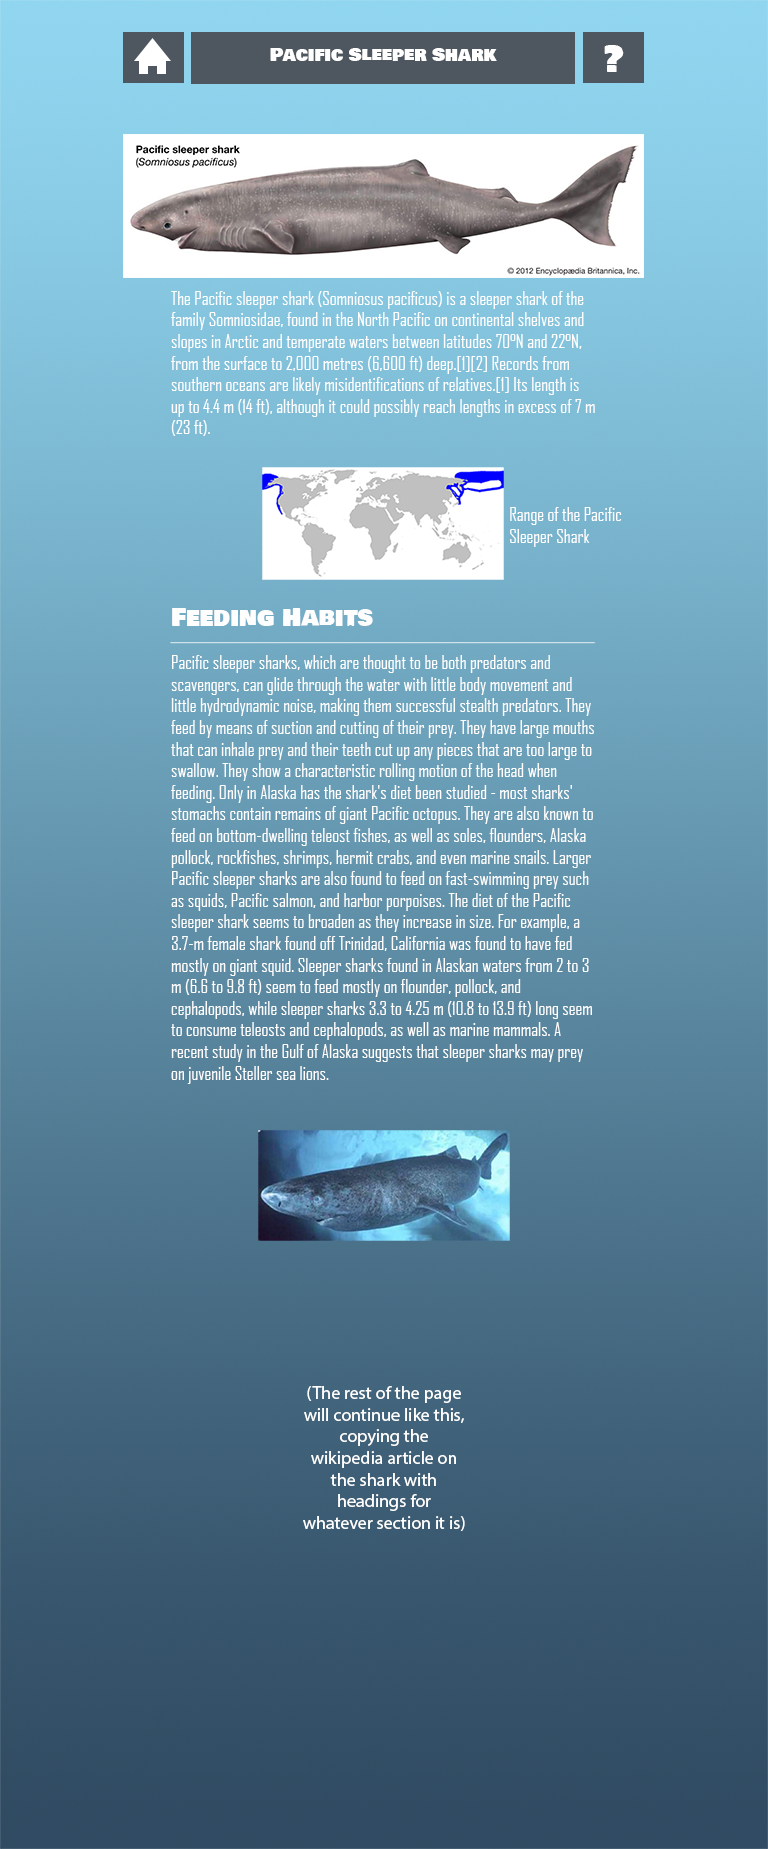 Pacific Sleeper Shark
?
Pacific sleeper shark
(Somniosus pacificus)
© 2012 Encyclopædia Britannica, Inc.
The Pacific sleeper shark (Somniosus pacificus) is a sleeper shark of the
family Somniosidae, found in the North Pacific on continental shelves and
slopes in Arctic and temperate waters between latitudes 70°N and 22°N,
from the surface to 2,000 metres (6,600 ft) deep.[1][2] Records from
southern oceans are likely misidentifications of relatives.[1] Its length is
up to 4.4 m (14 ft), although it could possibly reach lengths in excess of 7 m
(23 ft).
Range of the Pacific
Sleeper Shark
Feeding Habits
Pacific sleeper sharks, which are thought to be both predators and
scavengers, can glide through the water with little body movement and
little hydrodynamic noise, making them successful stealth predators. They
feed by means of suction and cutting of their prey. They have large mouths
that can inhale prey and their teeth cut up any pieces that are too large to
swallow. They show a characteristic rolling motion of the head when
feeding. Only in Alaska has the shark's diet been studied - most sharks'
stomachs contain remains of giant Pacific octopus. They are also known to
feed on bottom-dwelling teleost fishes, as well as soles, flounders, Alaska
pollock, rockfishes, shrimps, hermit crabs, and even marine snails. Larger
Pacific sleeper sharks are also found to feed on fast-swimming prey such
as squids, Pacific salmon, and harbor porpoises. The diet of the Pacific
sleeper shark seems to broaden as they increase in size. For example, a
3.7-m female shark found off Trinidad, California was found to have fed
mostly on giant squid. Sleeper sharks found in Alaskan waters from 2 to 3
m (6.6 to 9.8 ft) seem to feed mostly on flounder, pollock, and
cephalopods, while sleeper sharks 3.3 to 4.25 m (10.8 to 13.9 ft) long seem
to consume teleosts and cephalopods, as well as marine mammals. A
recent study in the Gulf of Alaska suggests that sleeper sharks may prey
on juvenile Steller sea lions.
(The rest of the page
will continue like this,
copying the
wikipedia article on
the shark with
headings for
whatever section it is)